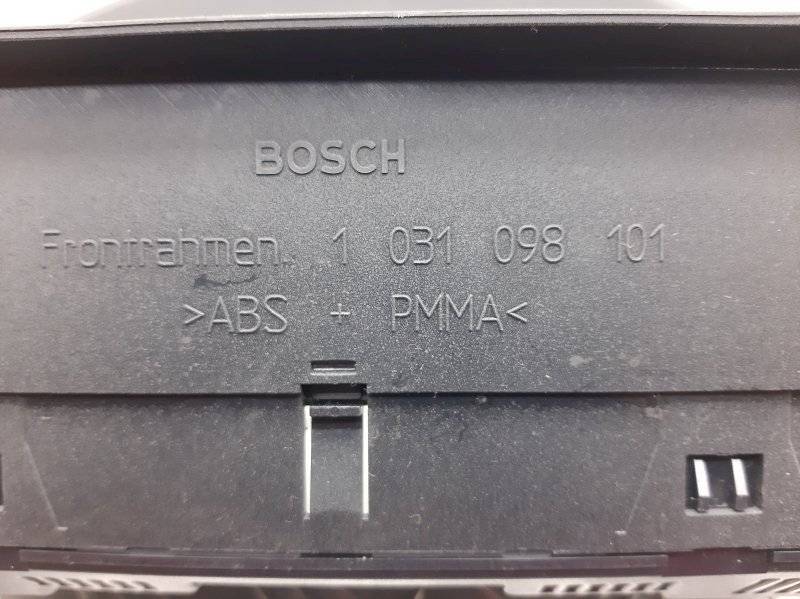 BOSCH
Frontrahmen. 1 031 098 101
>ABS + PMMA<